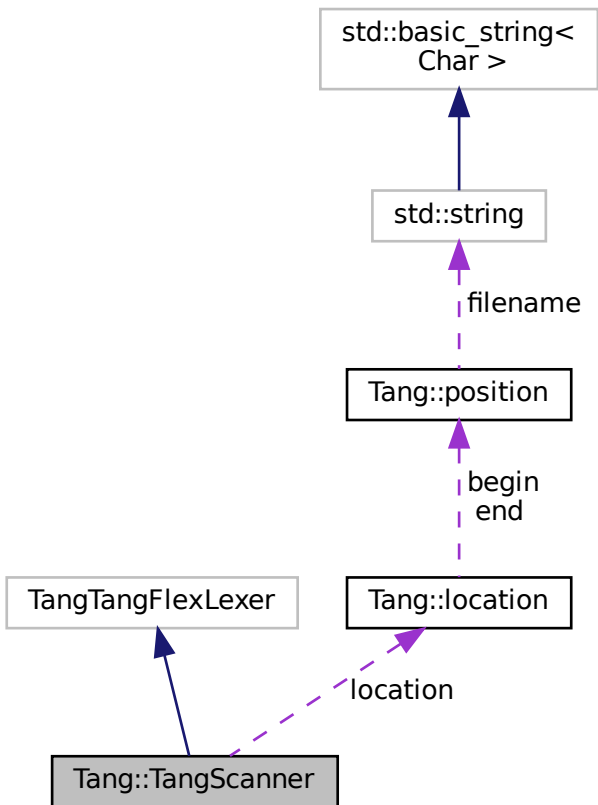 std::basic_string<
Char >
std::string
filename
Tang::position
begin
end
TangTangFlexLexer
Tang::location
location
Tang::TangScanner